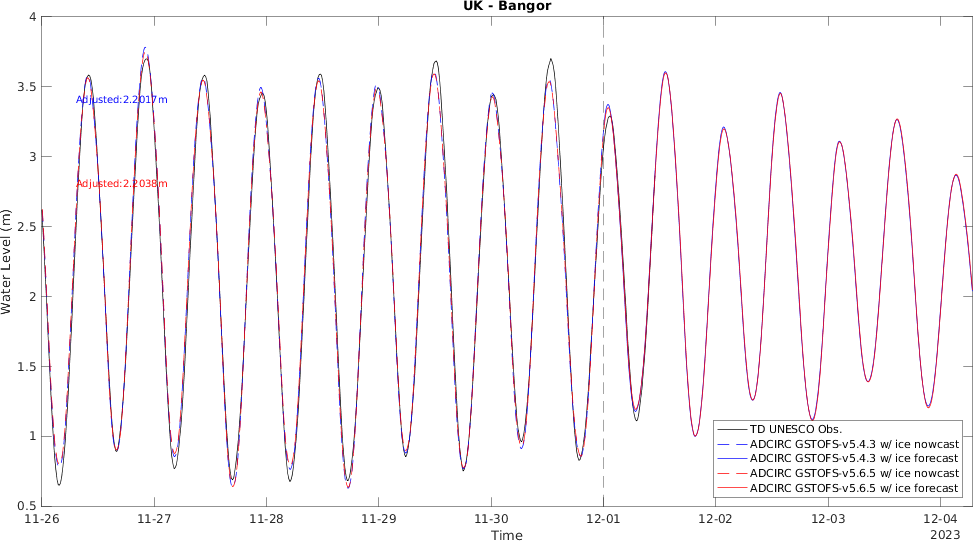 UK - Bangor
4
3.5
3
2.5
2
1.5
1
0.5
Water Level (m)
Adjusted:2.2017m
Adjusted:2.2038m
TD UNESCO Obs.
ADCIRC GSTOFS-v5.4.3 w/ ice nowcast
ADCIRC GSTOFS-v5.4.3 w/ ice forecast
ADCIRC GSTOFS-v5.6.5 w/ ice nowcast
ADCIRC GSTOFS-v5.6.5 w/ ice forecast
11-26 11-27 11-28 11-29 11-30 12-01 12-02 12-03 12-04
Time
2023